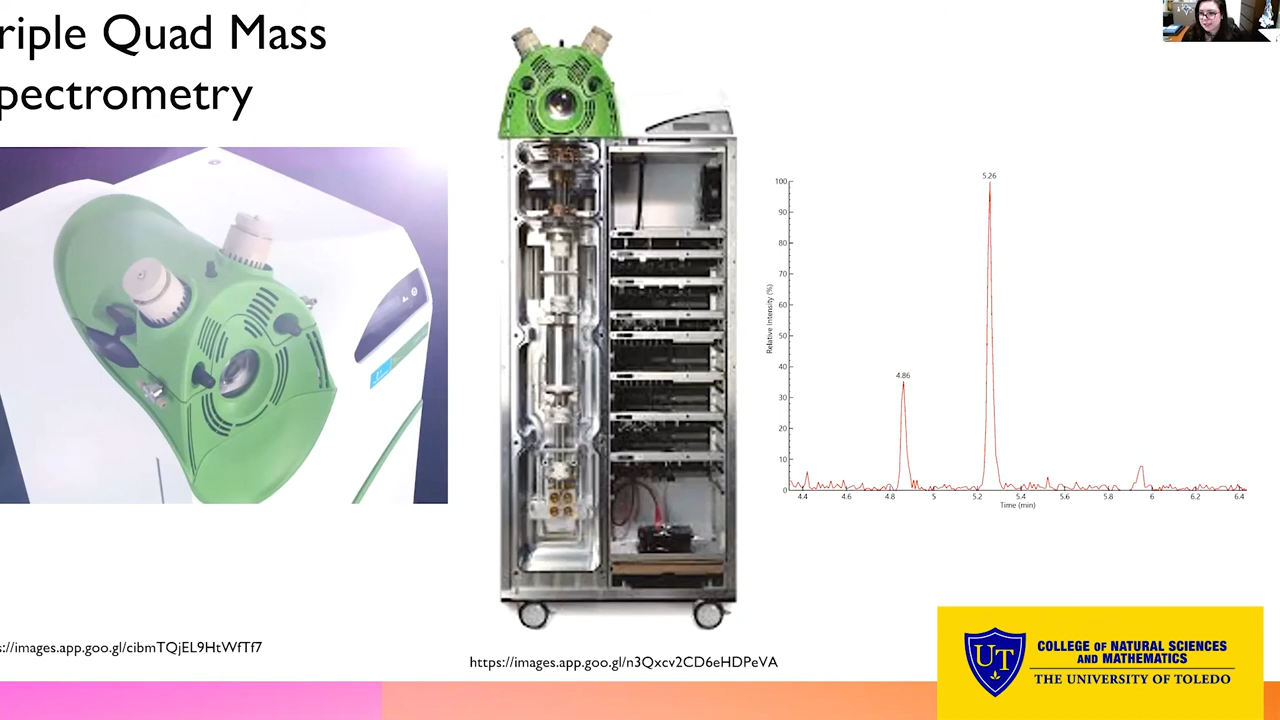 riple Quad Mass
pectrometry
5.26
100
90
80
70
60
50
40
30
20
10
0
4.86
Relative Intensity (%)
4.4 4.6 4.8 5 5.2 5.4 5.6 5.8 6 6.2 6.4
Time (min)
s://images.app.goo.gl/cibmTQjEL9HtWfTf7
https://images.app.goo.gl/n3Qxcv2CD6eHDPeVA
UT
COLLEGE OF NATURAL SCIENCES
AND MATHEMATICS
THE UNIVERSITY OF TOLEDO